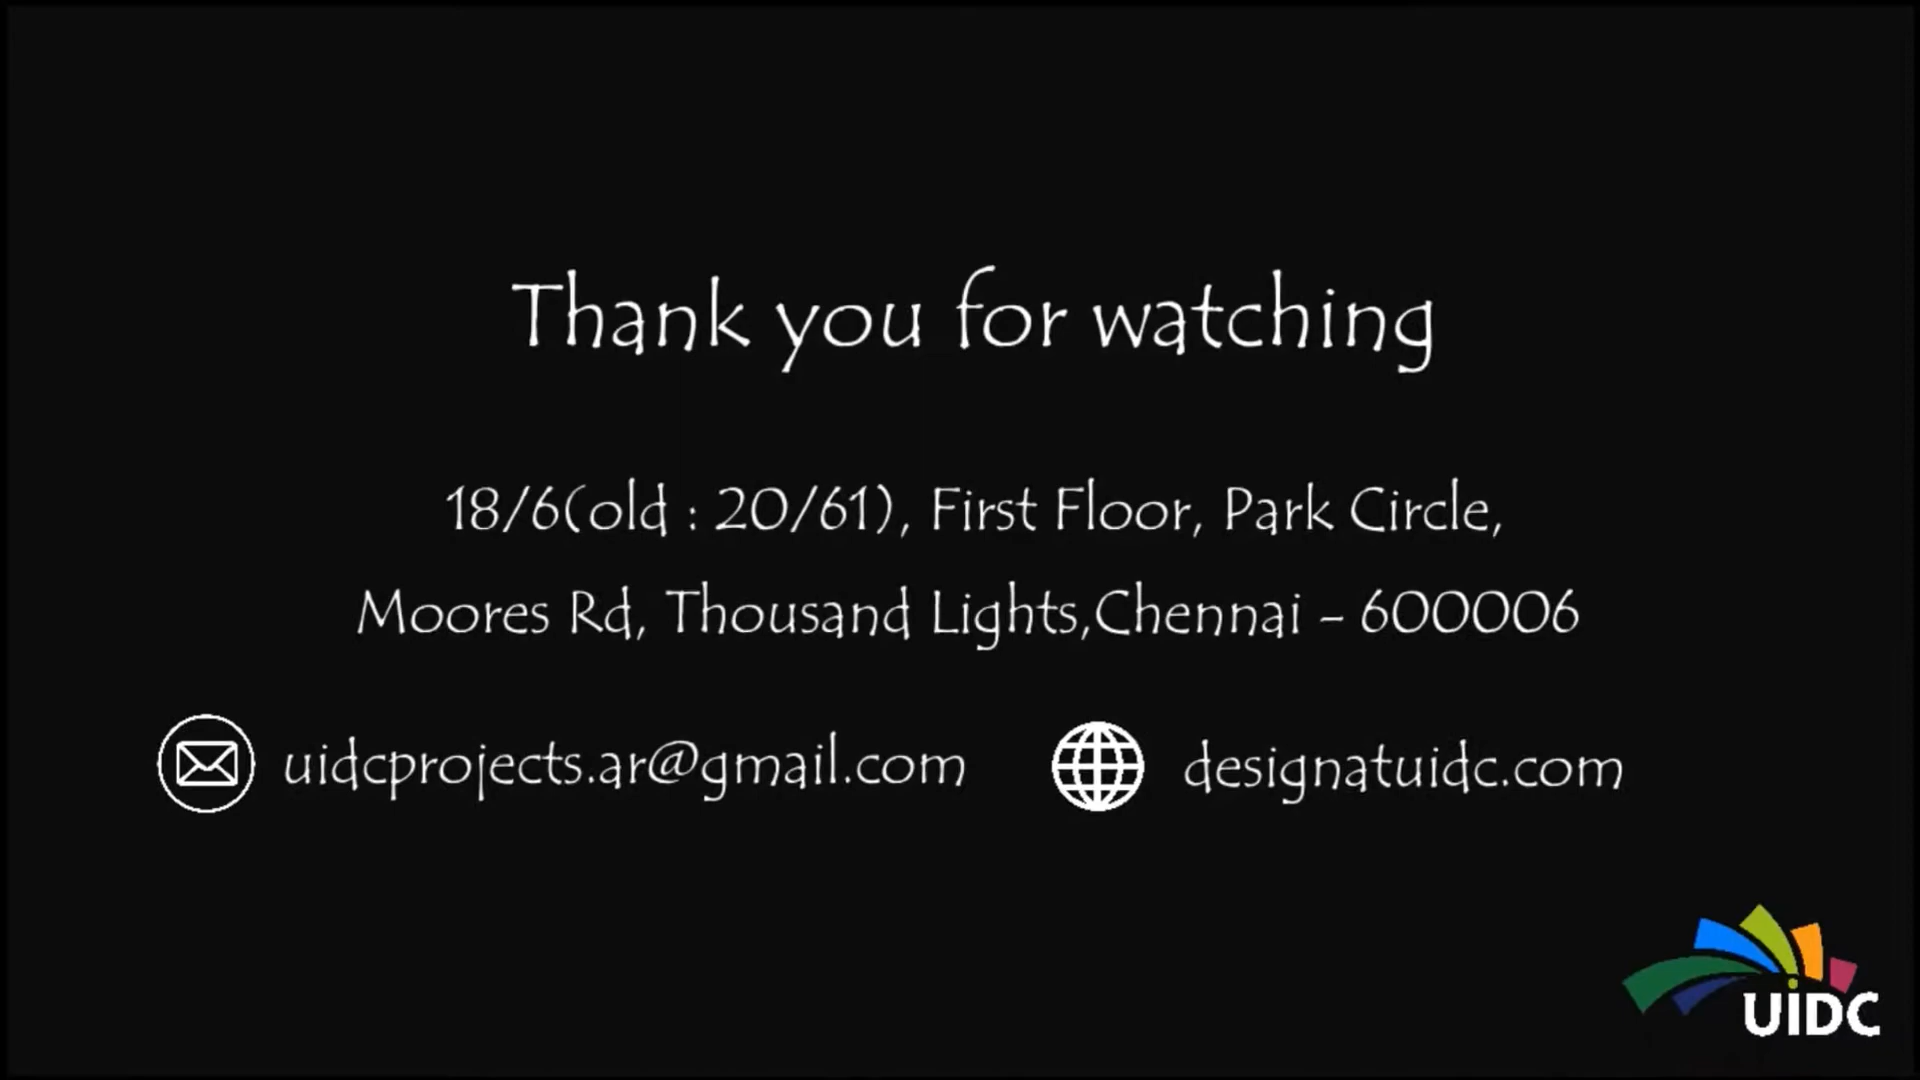 Thank you for watching
18/6(old : 20/61), First Floor, Park Circle,
Moores Rd, Thousand Lights,Chennai - 600006
uidcprojects.ar@gmail.com
designatuidc.com
UiDC